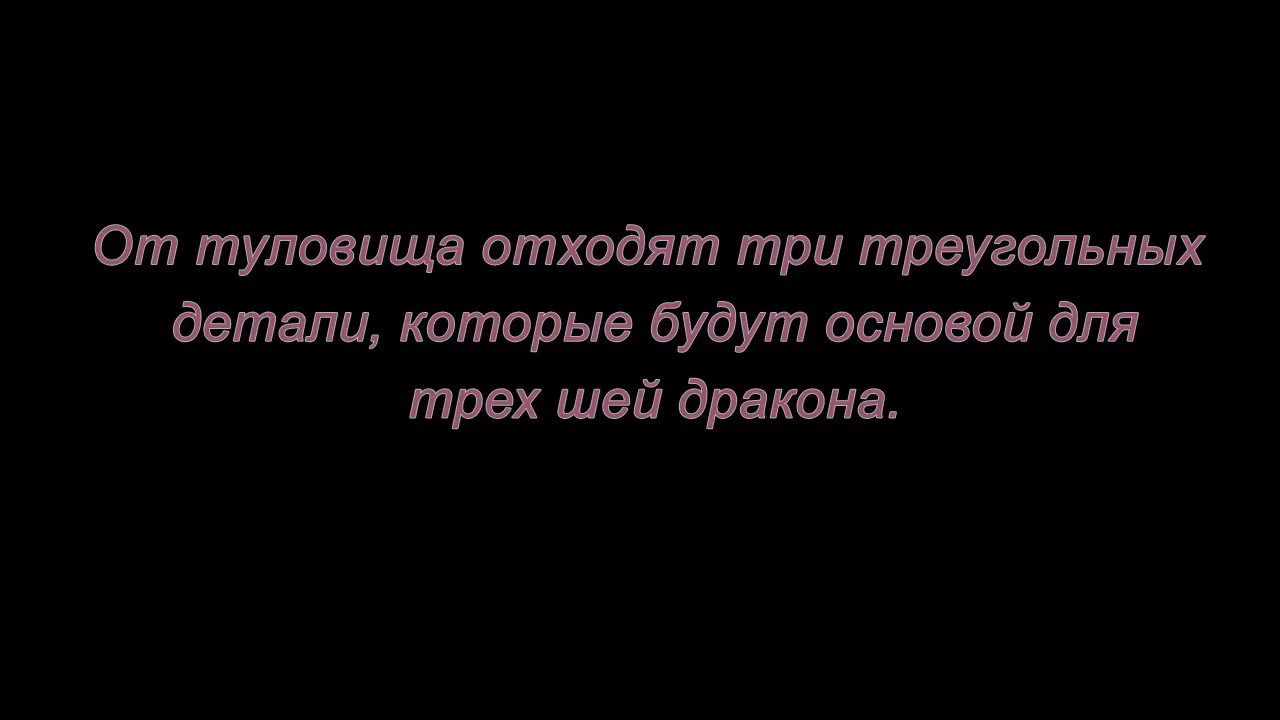 От туловища отходят три треугольных
детали, которые будут основой для
трех шей дракона.